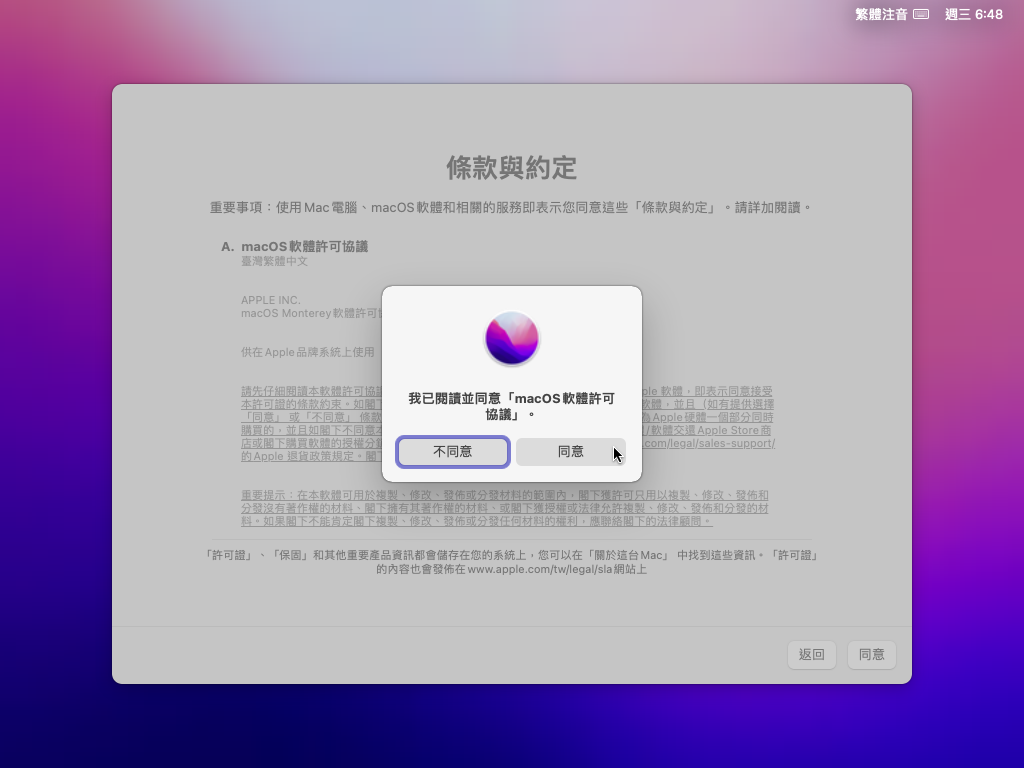 繁體注音 週三 6:48
條款與約定
重要事項：使用 Mac 電腦、macOS 軟體和相關的服務即表示您同意這些「條款與約定」。請詳加閱讀。
A. macOS 軟體許可協議
臺灣繁體中文
APPLE INC.
macOS Monterey 軟體許可
供在 Apple 品牌系統上使用
我已閱讀並同意「macOS 軟體許可
協議」。
不同意 同意
請先仔細閱讀本軟體許可協議 ple 軟體，即表示同意接受
本許可證的條款約束。如閣下 軟體，並且（如有提供選擇
「同意」 或「不同意」 條款 為 Apple 硬體一個部分同時
購買的，並且如閣下不同意本 /軟體交還 Apple Store 商
店或閣下購買軟體的授權分銷 .com/legal/sales-support/
的 Apple 退貨政策規定。閣下
重要提示：在本軟體可用於複製、修改、發佈或分發材料的範圍內，閣下獲許可只用以複製、修改、發佈和
分發沒有著作權的材料、閣下擁有其著作權的材料、或閣下獲授權或法律允許複製、修改、發佈和分發的材
料。如果閣下不能肯定閣下複製、修改、發佈或分發任何材料的權利，應聯絡閣下的法律顧問。
「許可證」、「保固」和其他重要產品資訊都會儲存在您的系統上，您可以在「關於這台 Mac」 中找到這些資訊。「許可證」
的內容也會發佈在 www.apple.com/tw/legal/sla 網站上
返回 同意